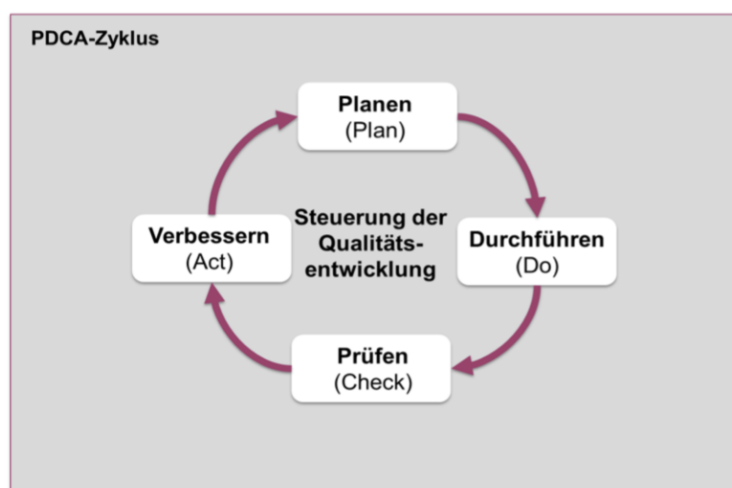 PDCA-Zyklus
Planen
(Plan)
Verbessern
(Act)
Steuerung der
Qualitäts-
entwicklung
Durchführen
(Do)
Prüfen
(Check)